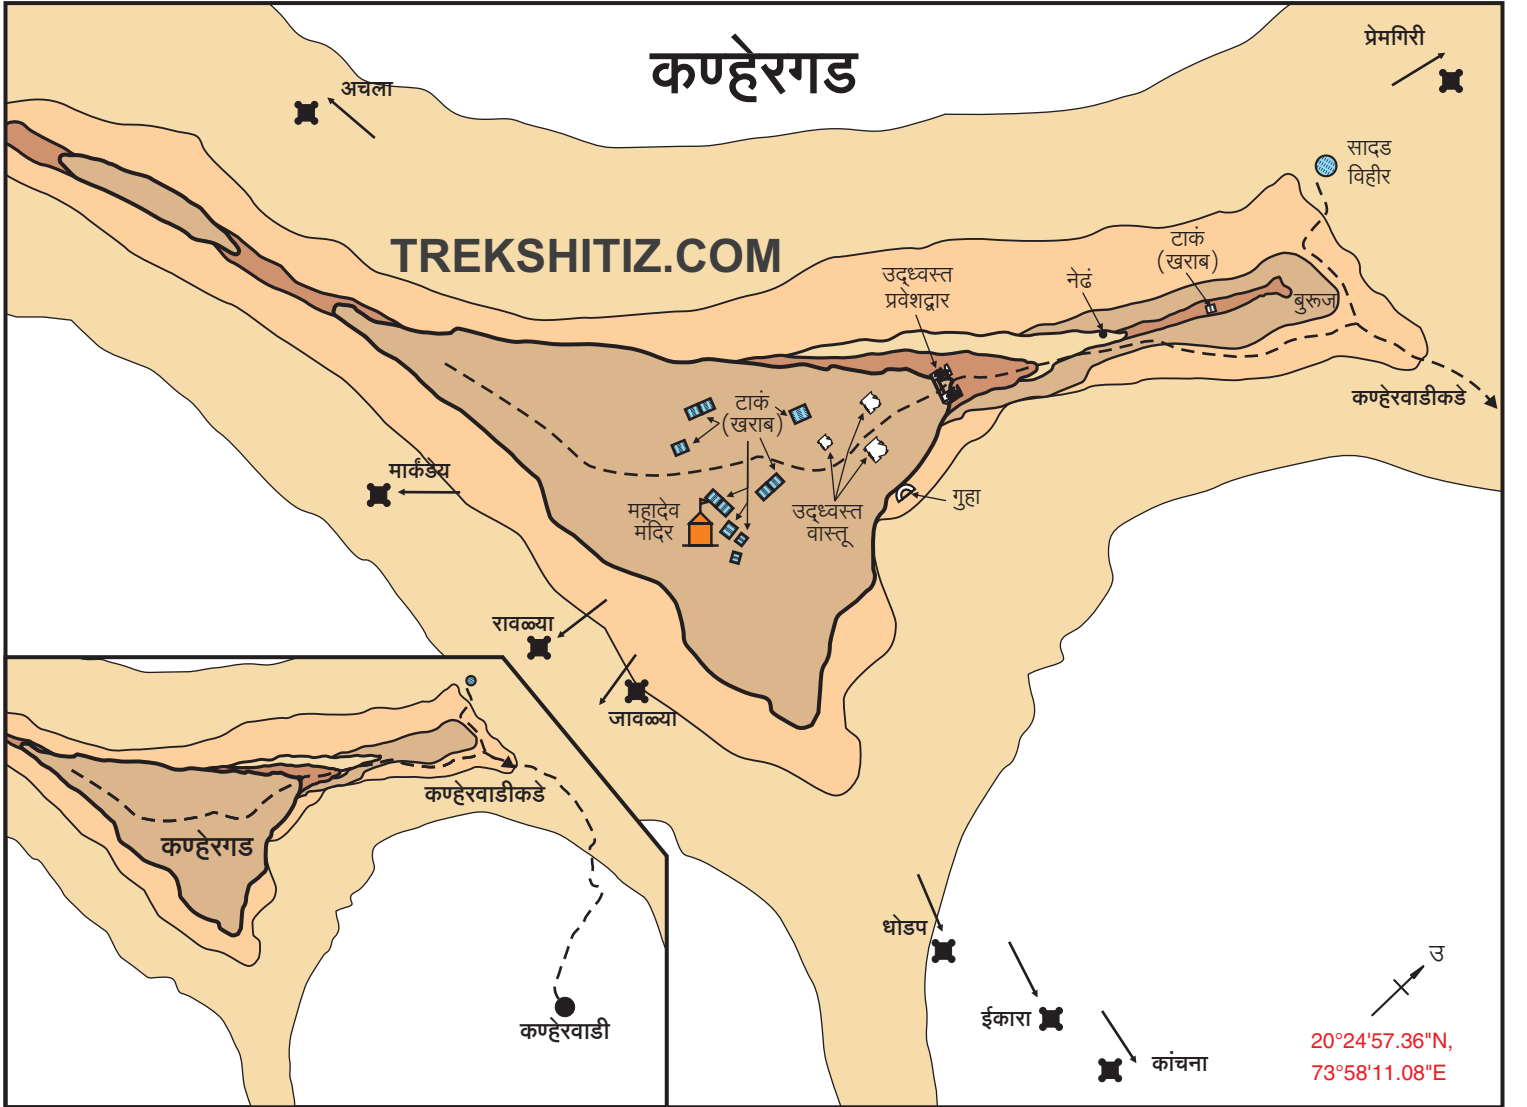 कण्हेरगड
प्रेमगिरी
अचला
सादड
विहीर
TREKSHITIZ.COM
टाकं
(खराब)
उद्ध्वस्त
प्रवेशद्वार
नेढं
बुरूज
कण्हेरवाडीकडे
टाकं
(खराब)
मार्कंडेय
महादेव
मंदिर
उद्ध्वस्त
वास्तू
गुहा
रावळ्या
जावळ्या
कण्हेरवाडीकडे
कण्हेरगड
कण्हेरवाडी
धोडप
ईकारा
कांचना
उ
20°24'57.36"N,
73°58'11.08"E